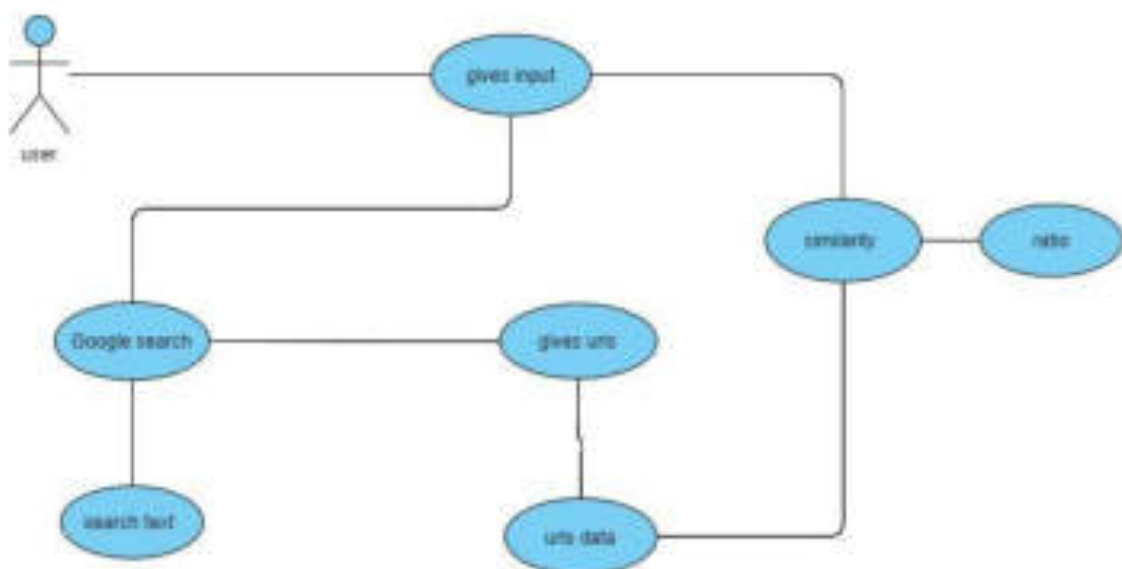 gives input
user
similarity
ratio
Google search
gives urls
search text
urls data